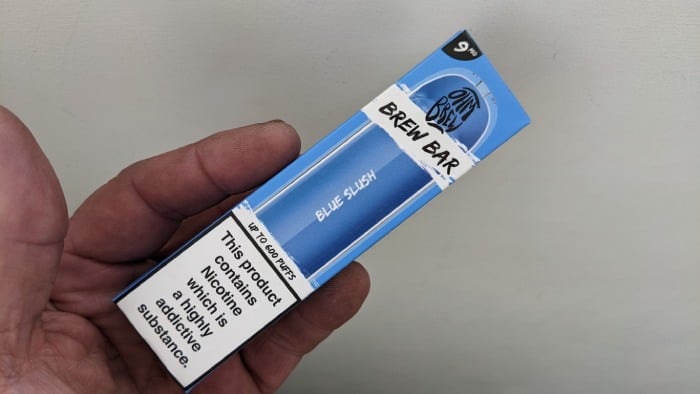 9MG
OHM
BREW
BREW BAR
BLUE SLUSH
UP TO 600 PUFFS
This product
contains
Nicotine
which is
a highly
addictive
substance.